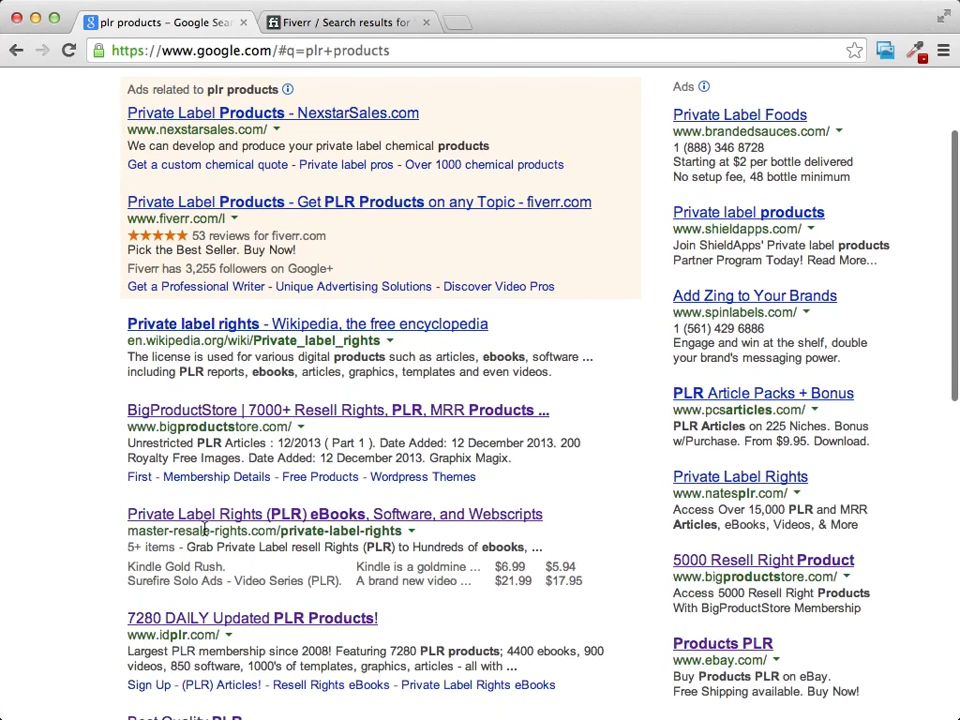 plr products - Google Sea
Fiverr / Search results for
https://www.google.com/#q=plr+products
Ads related to plr products
Private Label Products - NexstarSales.com
www.nexstarsales.com/
We can develop and produce your private label chemical products
Get a custom chemical quote - Private label pros - Over 1000 chemical products
Private Label Products - Get PLR Products on any Topic - fiverr.com
www.fiverr.com/l
53 reviews for fiverr.com
Pick the Best Seller. Buy Now!
Fiverr has 3,255 followers on Google+
Get a Professional Writer - Unique Advertising Solutions - Discover Video Pros
Private label rights - Wikipedia, the free encyclopedia
en.wikipedia.org/wiki/Private_label_rights
The license is used for various digital products such as articles, ebooks, software ...
including PLR reports, ebooks, articles, graphics, templates and even videos.
BigProductStore | 7000+ Resell Rights, PLR, MRR Products ...
www.bigproductstore.com/
Unrestricted PLR Articles : 12/2013 ( Part 1 ). Date Added: 12 December 2013. 200
Royalty Free Images. Date Added: 12 December 2013. Graphix Magix.
First - Membership Details - Free Products - Wordpress Themes
Private Label Rights (PLR) eBooks, Software, and Webscripts
master-resale-rights.com/private-label-rights
5+ items - Grab Private Label resell Rights (PLR) to Hundreds of ebooks, ...
Kindle Gold Rush. Kindle is a goldmine ... $6.99 $5.94
Surefire Solo Ads - Video Series (PLR). A brand new video ... $21.99 $17.95
7280 DAILY Updated PLR Products!
www.idplr.com/
Largest PLR membership since 2008! Featuring 7280 PLR products; 4400 ebooks, 900
videos, 850 software, 1000's of templates, graphics, articles - all with ...
Sign Up - (PLR) Articles! - Resell Rights eBooks - Private Label Rights eBooks
Best Quality PLR
Ads
Private Label Foods
www.brandedsauces.com/
1 (888) 346 8728
Starting at $2 per bottle delivered
No setup fee, 48 bottle minimum
Private label products
www.shieldapps.com/
Join ShieldApps' Private label products
Partner Program Today! Read More...
Add Zing to Your Brands
www.spinlabels.com/
1 (561) 429 6886
Engage and win at the shelf, double
your brand's messaging power.
PLR Article Packs + Bonus
www.pcsarticles.com/
PLR Articles on 225 Niches. Bonus
w/Purchase. From $9.95. Download.
Private Label Rights
www.natesplr.com/
Access Over 15,000 PLR and MRR
Articles, eBooks, Videos, & More
5000 Resell Right Product
www.bigproductstore.com/
Access 5000 Resell Right Products
With BigProductStore Membership
Products PLR
www.ebay.com/
Buy Products PLR on eBay.
Free Shipping available. Buy Now!